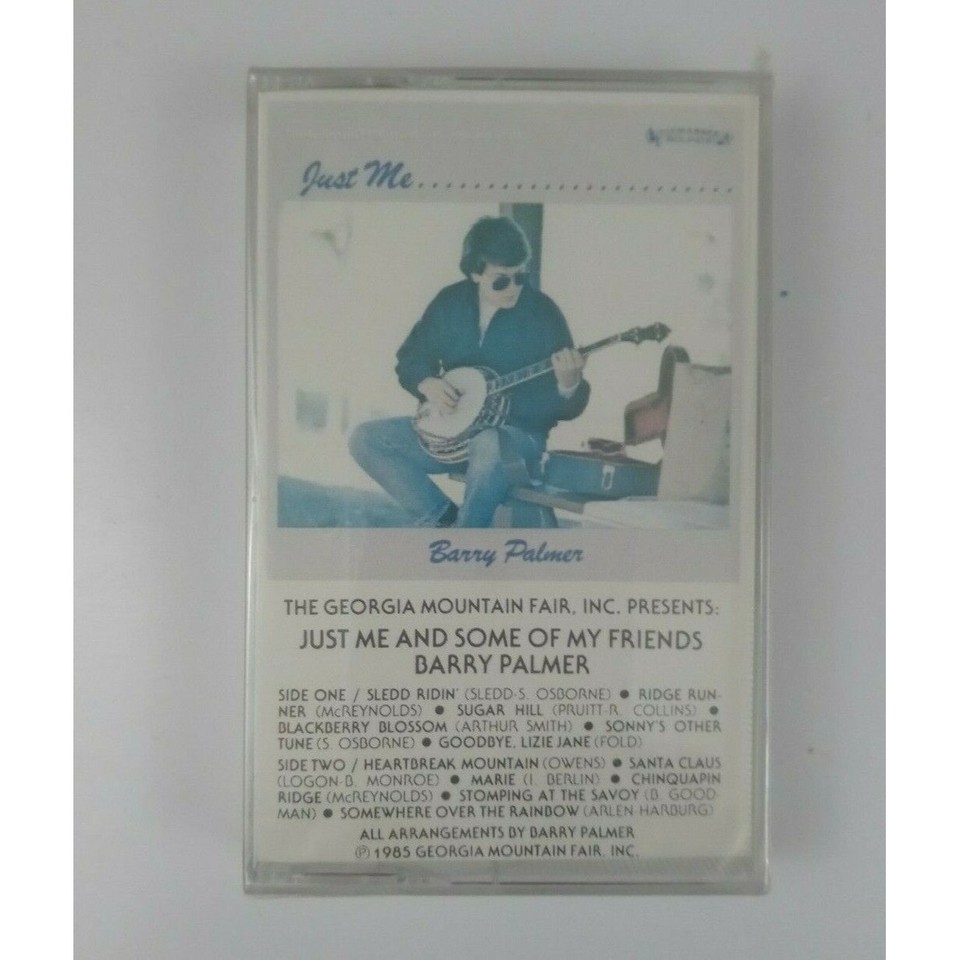 Just Me..........................
Barry Palmer
THE GEORGIA MOUNTAIN FAIR, INC. PRESENTS:
JUST ME AND SOME OF MY FRIENDS
BARRY PALMER
SIDE ONE / SLEDD RIDIN' (SLEDD-S. OSBORNE) ● RIDGE RUN-
NER (McREYNOLDS) ● SUGAR HILL (PRUITT-R. COLLINS) ●
BLACKBERRY BLOSSOM (ARTHUR SMITH) ● SONNY'S OTHER
TUNE (S. OSBORNE) ● GOODBYE, LIZIE JANE (FOLD)
SIDE TWO / HEARTBREAK MOUNTAIN (OWENS) ● SANTA CLAUS
(LOGON-B. MONROE) ● MARIE (I. BERLIN) ● CHINQUAPIN
RIDGE (McREYNOLDS) ● STOMPING AT THE SAVOY (B. GOOD-
MAN) ● SOMEWHERE OVER THE RAINBOW (ARLEN-HARBURG)
ALL ARRANGEMENTS BY BARRY PALMER
℗ 1985 GEORGIA MOUNTAIN FAIR, INC.